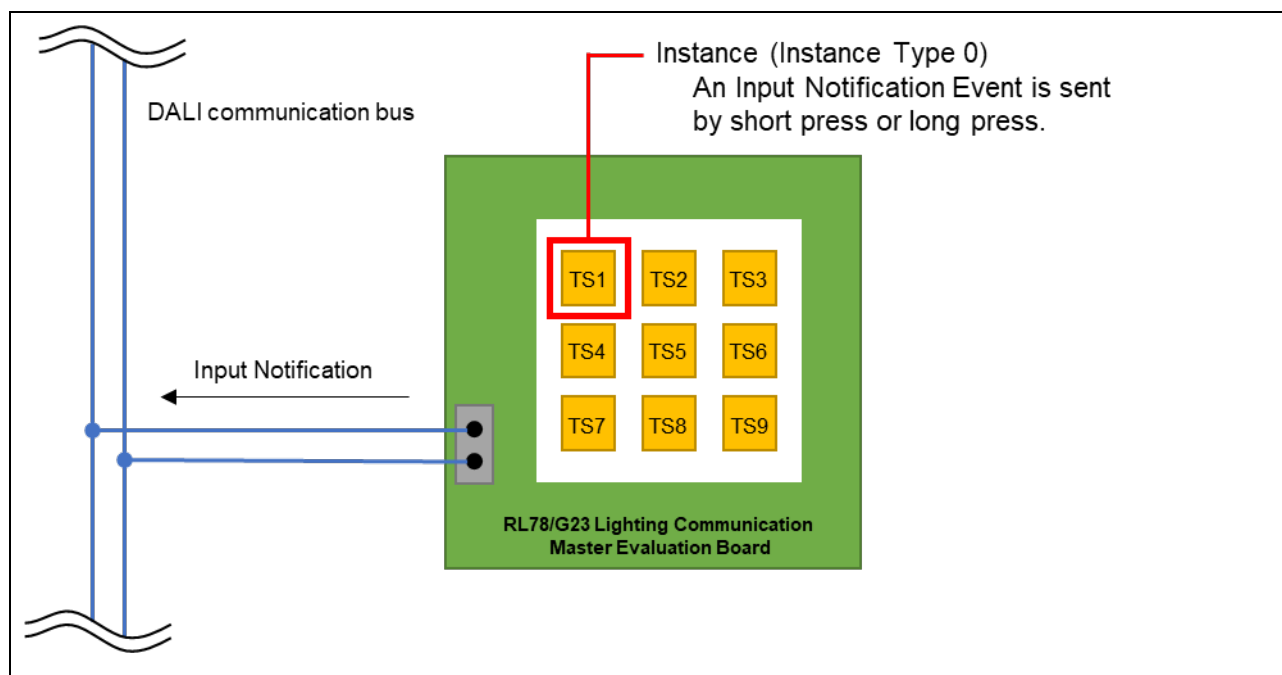 Instance (Instance Type 0)
An Input Notification Event is sent
by short press or long press.
DALI communication bus
TS1 TS2 TS3
TS4 TS5 TS6
Input Notification
TS7 TS8 TS9
RL78/G23 Lighting Communication
Master Evaluation Board